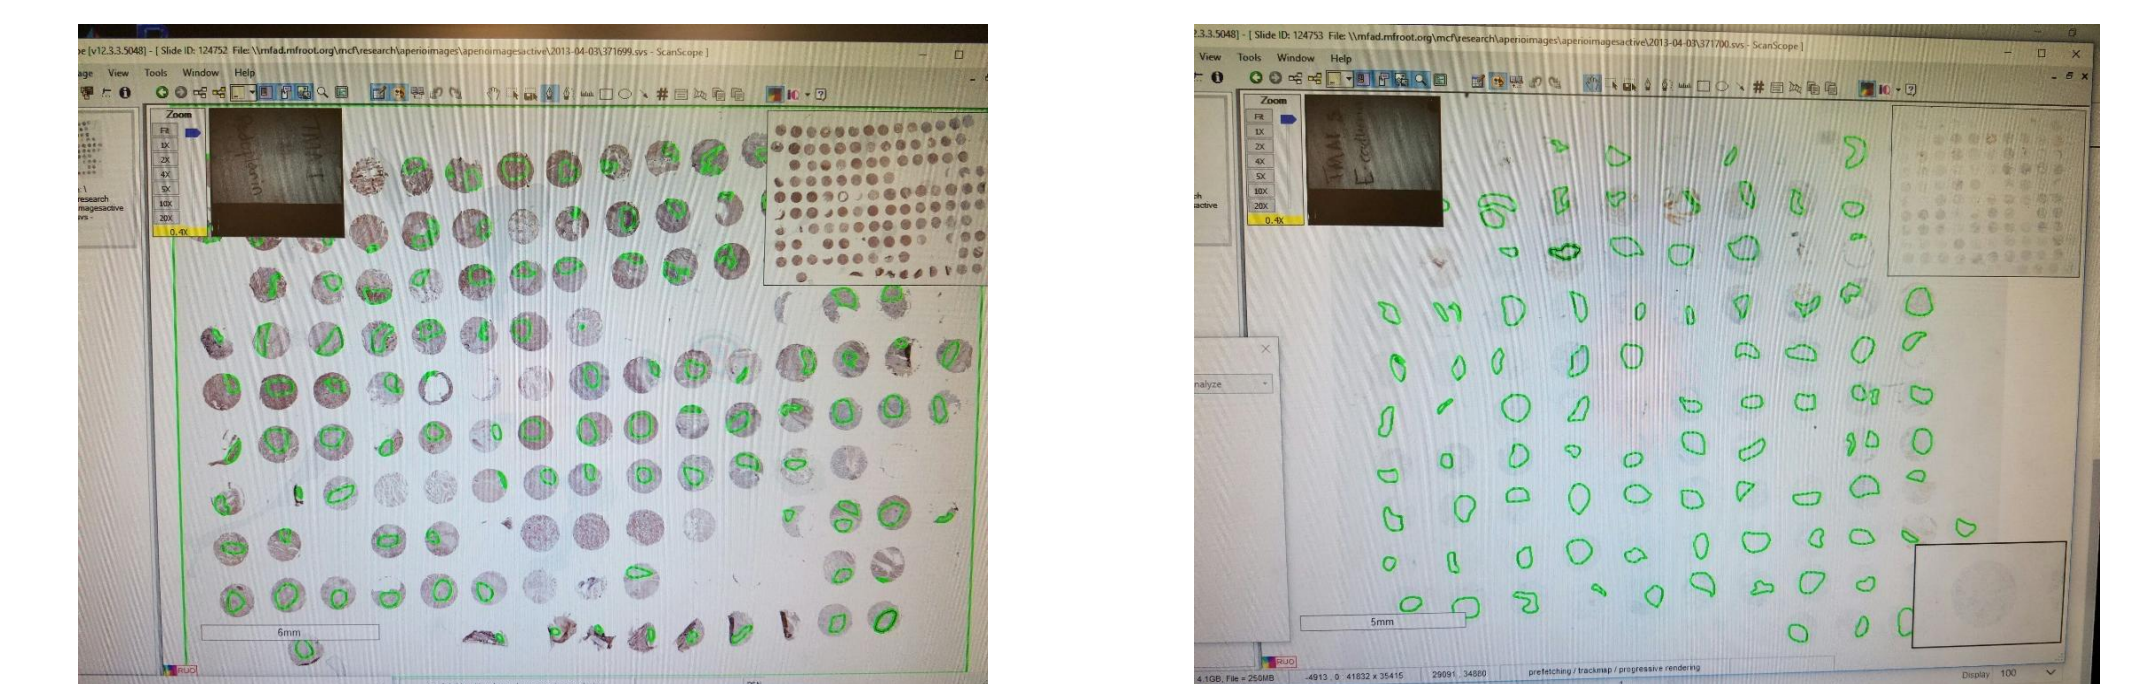 pe [v12.3.3.5048] - [ Slide ID: 124752 File: \\mfad.mfroot.org\mcf\research\aperioimages\aperioimagesactive\2013-04-03\371699.svs - ScanScope ]
age View Tools Window Help
Zoom
Fit
1X
2X
4X
5X
10X
20X
0.4X
research
magesactive
6mm
RUO
2.3.3.5048] - [ Slide ID: 124753 File: \\mfad.mfroot.org\mcf\research\aperioimages\aperioimagesactive\2013-04-03\371700.svs - ScanScope ]
View Tools Window Help
Zoom
Fit
1X
2X
4X
5X
10X
20X
0.4X
active
nalyze
5mm
RUO
4.1GB, File = 250MB
-4913 , 0 41832 x 35415
29091 , 34880
prefetching / trackmap / progressive rendering
Display 100